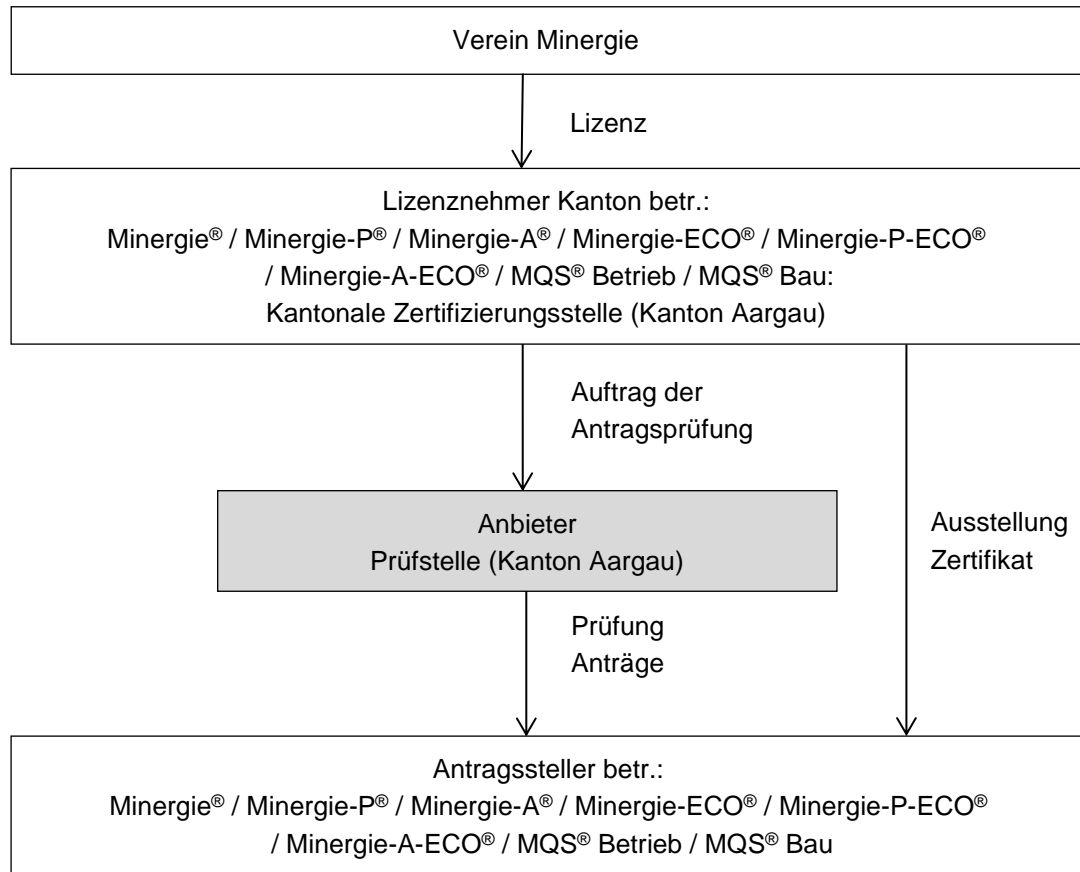 Verein Minergie
Lizenz
Lizenznehmer Kanton betr.:
Minergie® / Minergie-P® / Minergie-A® / Minergie-ECO® / Minergie-P-ECO®
/ Minergie-A-ECO® / MQS® Betrieb / MQS® Bau:
Kantonale Zertifizierungsstelle (Kanton Aargau)
Auftrag der
Antragsprüfung
Anbieter
Prüfstelle (Kanton Aargau)
Ausstellung
Zertifikat
Prüfung
Anträge
Antragssteller betr.:
Minergie® / Minergie-P® / Minergie-A® / Minergie-ECO® / Minergie-P-ECO®
/ Minergie-A-ECO® / MQS® Betrieb / MQS® Bau